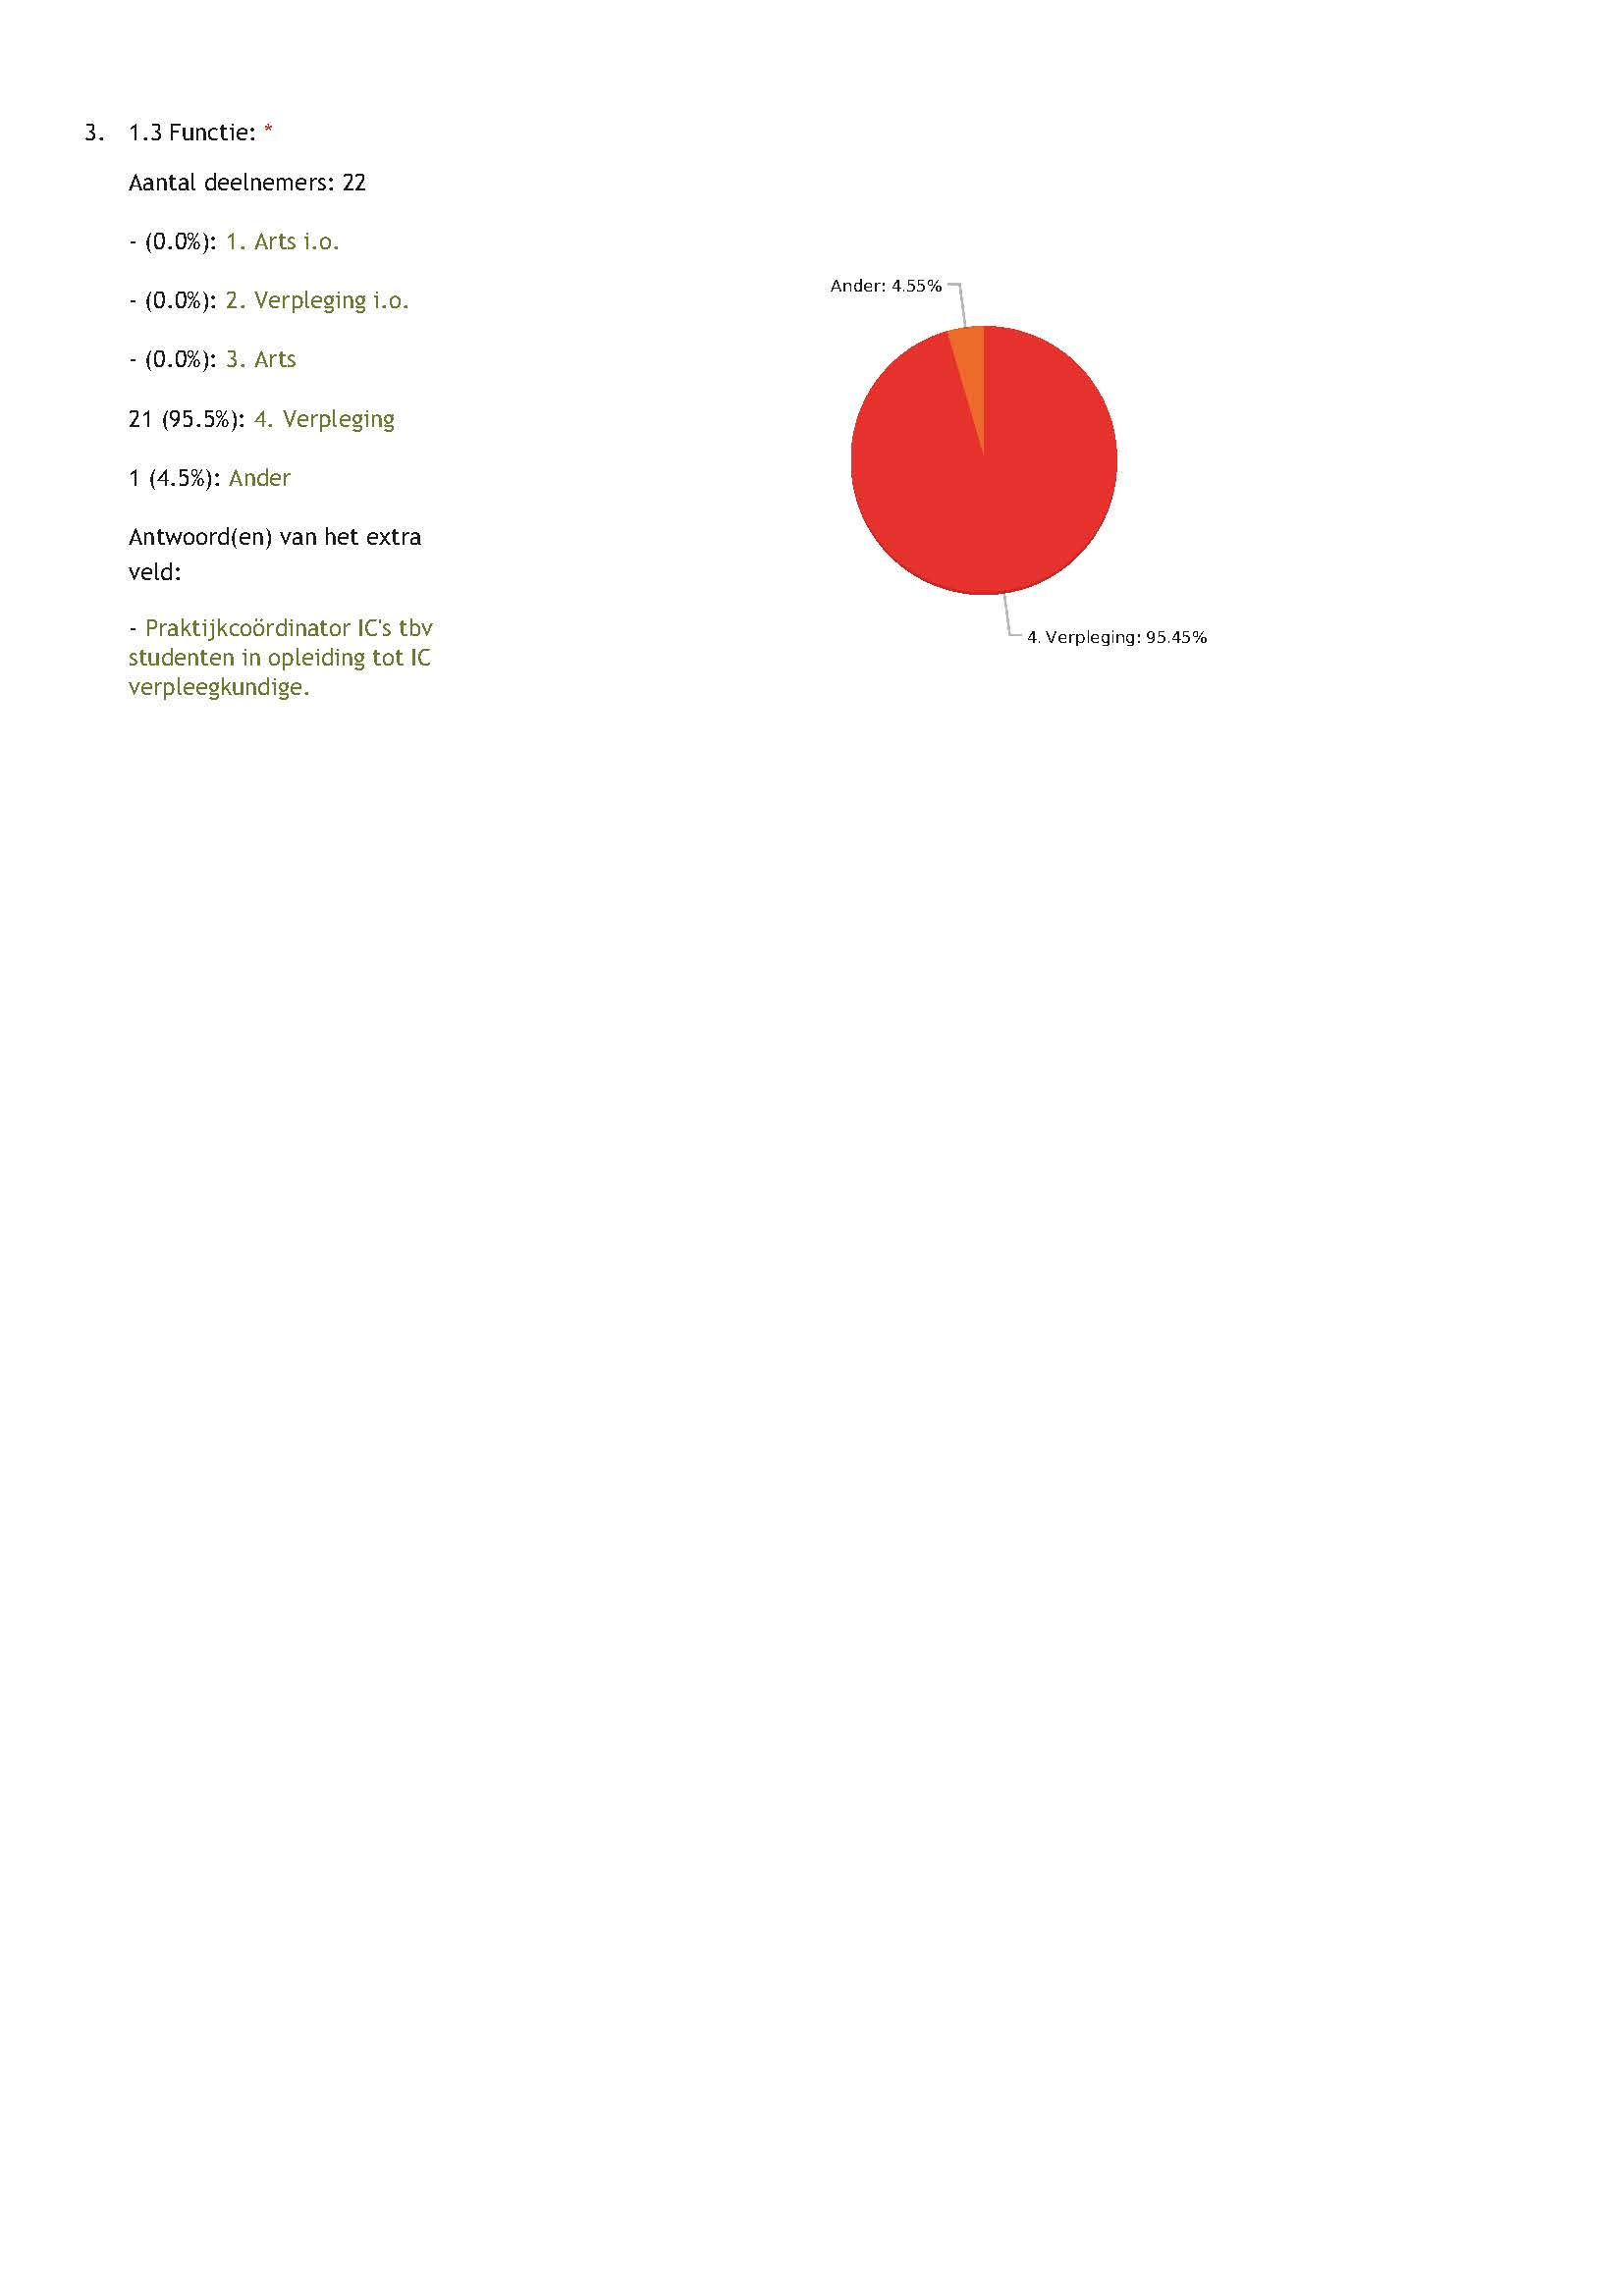 3. 1.3 Functie: *
Aantal deelnemers: 22
- (0.0%): 1. Arts i.o.
- (0.0%): 2. Verpleging i.o.
- (0.0%): 3. Arts
21 (95.5%): 4. Verpleging
1 (4.5%): Ander
Antwoord(en) van het extra
veld:
- Praktijkcoördinator IC's tbv
studenten in opleiding tot IC
verpleegkundige.
Ander: 4.55%
4. Verpleging: 95.45%